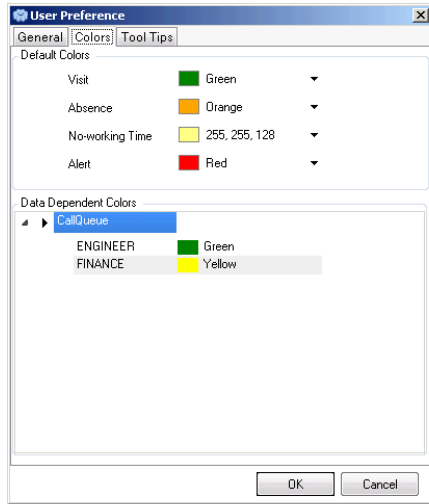 User Preference
General Colors Tool Tips
Default Colors
Visit Green
Absence Orange
No-working Time 255, 255, 128
Alert Red
Data Dependent Colors
CallQueue
ENGINEER Green
FINANCE Yellow
OK Cancel